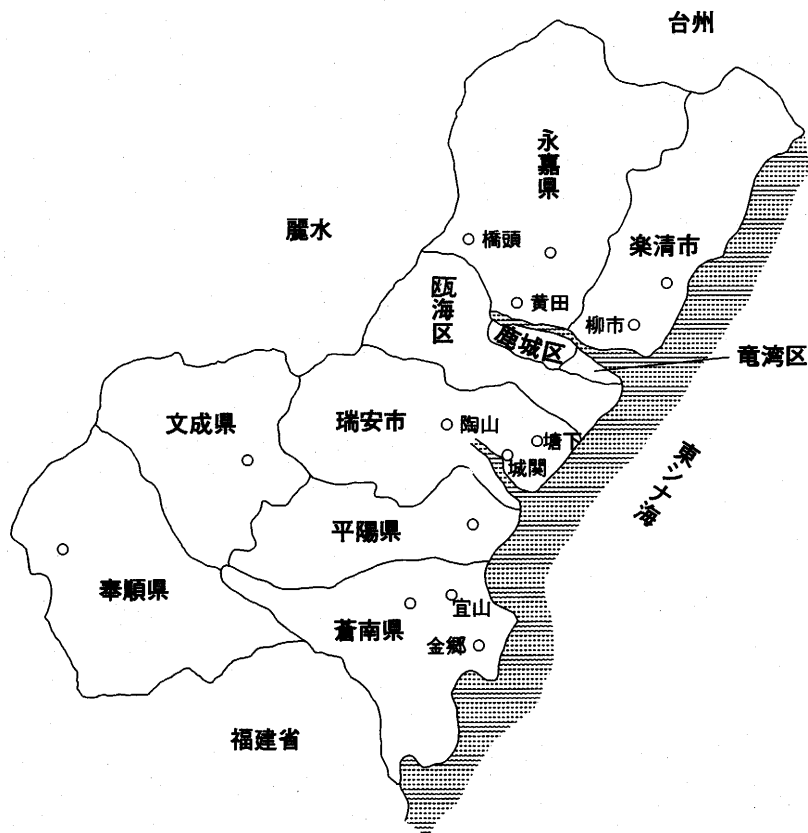 台州
永嘉県
麗水
橋頭
楽清市
瓯海区
黄田
柳市
鹿城区
竜湾区
文成県
瑞安市
陶山
塘下
城関
東シナ海
平陽県
奉順県
宜山
蒼南県
金郷
福建省